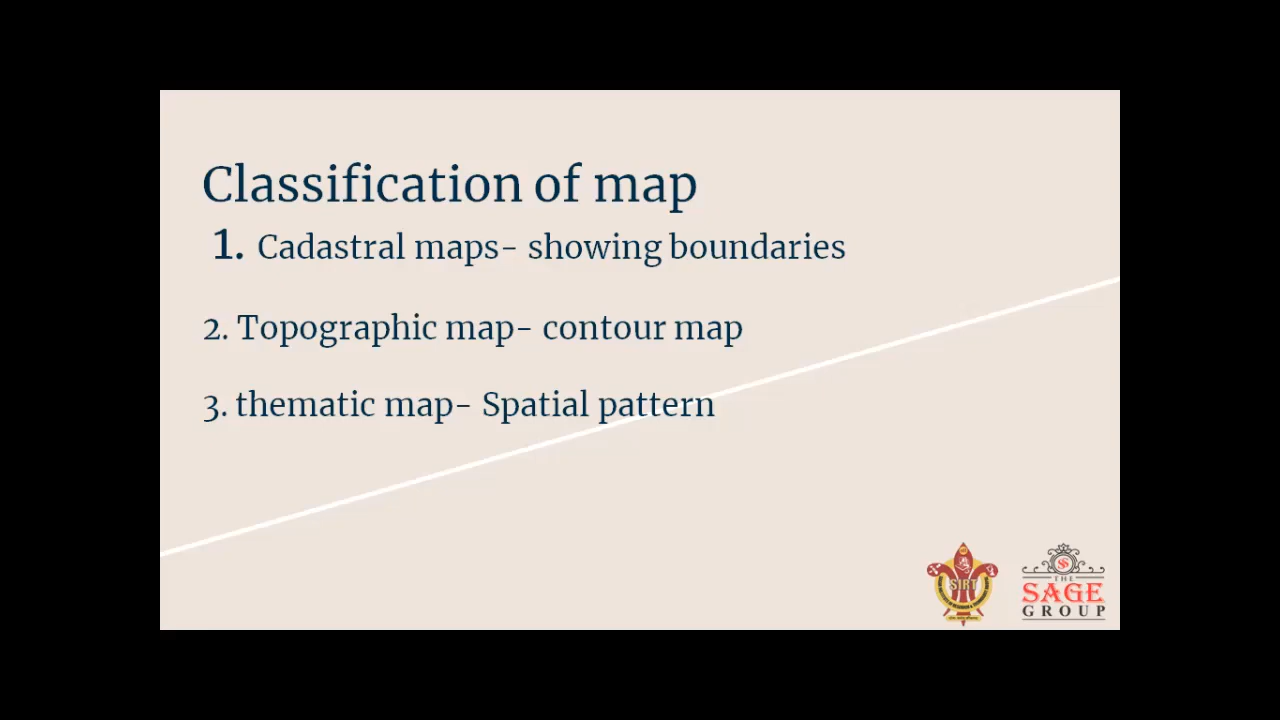 Classification of map
1. Cadastral maps- showing boundaries
2. Topographic map- contour map
3. thematic map- Spatial pattern
SIRT
THE
SAGE
GROUP